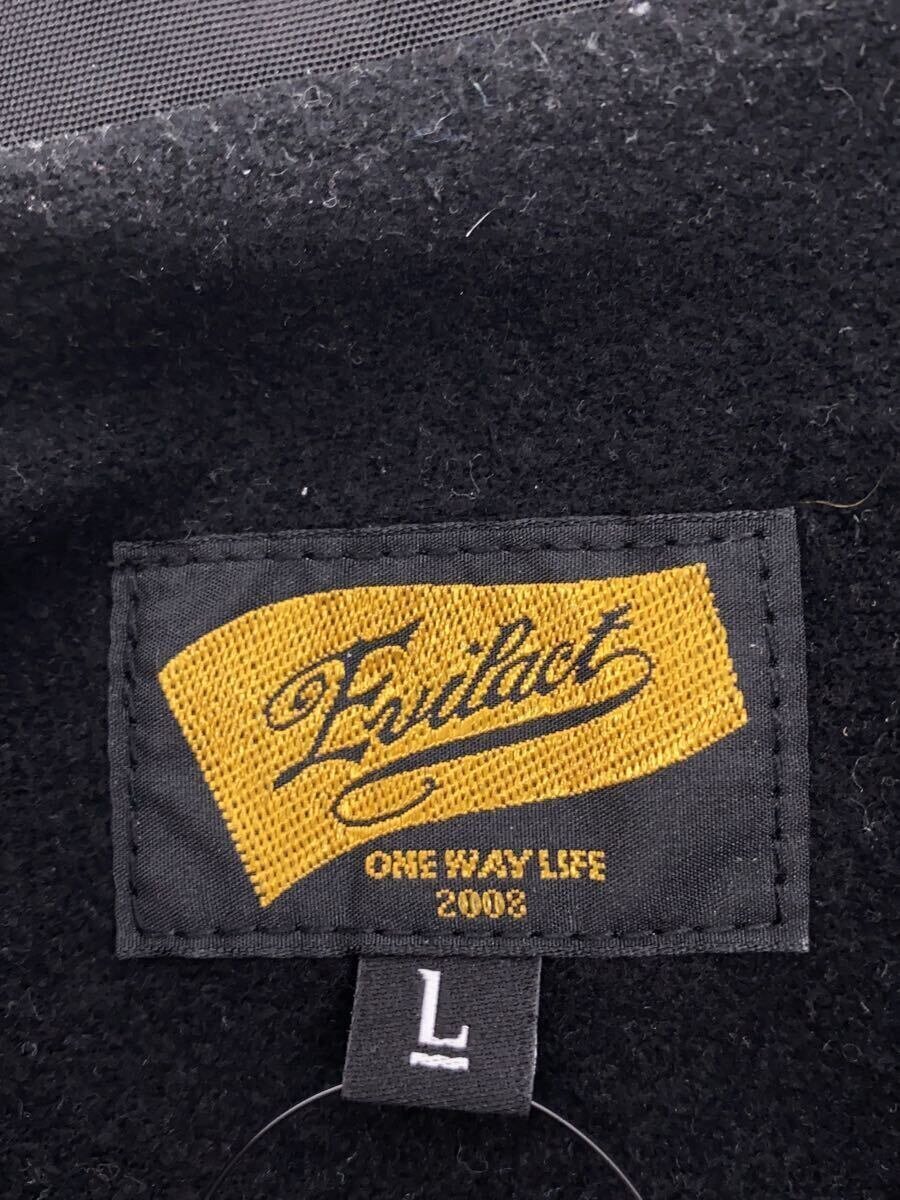 Evilact
ONE WAY LIFE
2008
L